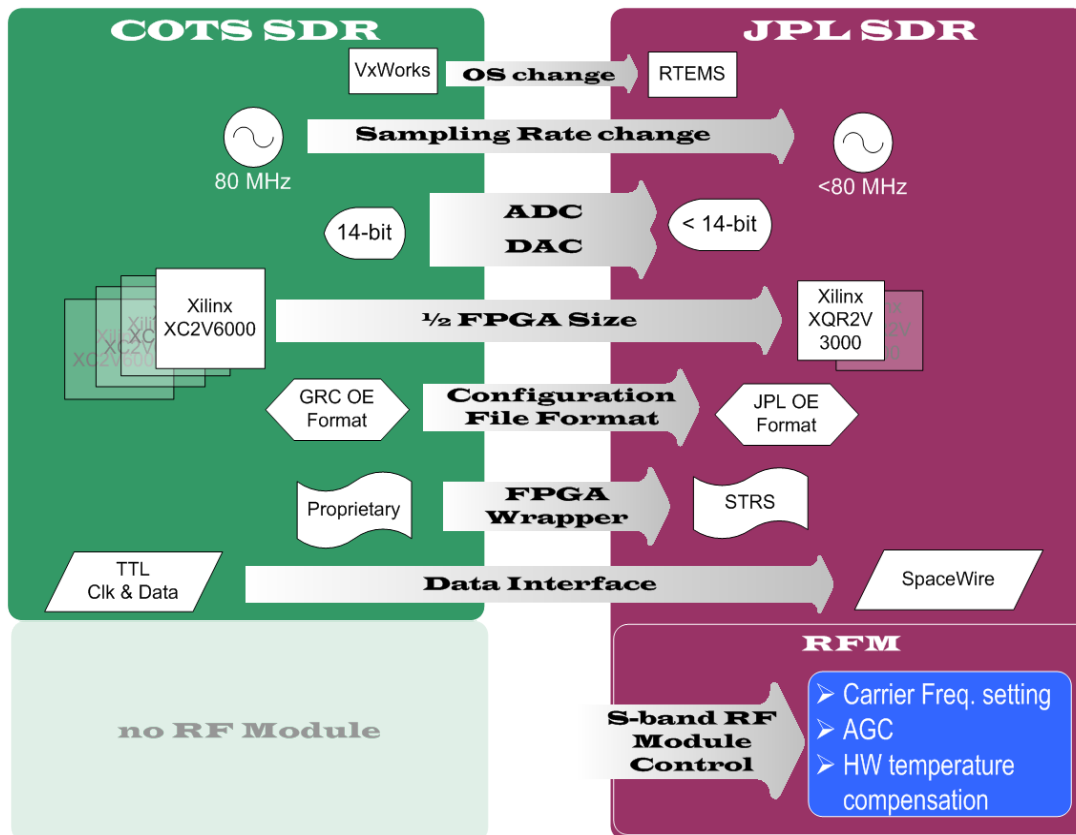 COTS SDR
JPL SDR
VxWorks
OS change
RTEMS
Sampling Rate change
80 MHz
<80 MHz
14-bit
ADC
DAC
< 14-bit
Xilinx
XC2V6000
½ FPGA Size
Xilinx
XQR2V
3000
GRC OE
Format
Configuration
File Format
JPL OE
Format
Proprietary
FPGA
Wrapper
STRS
TTL
Clk & Data
Data Interface
SpaceWire
no RF Module
RFM
S-band RF
Module
Control
➢ Carrier Freq. setting
➢ AGC
➢ HW temperature
compensation